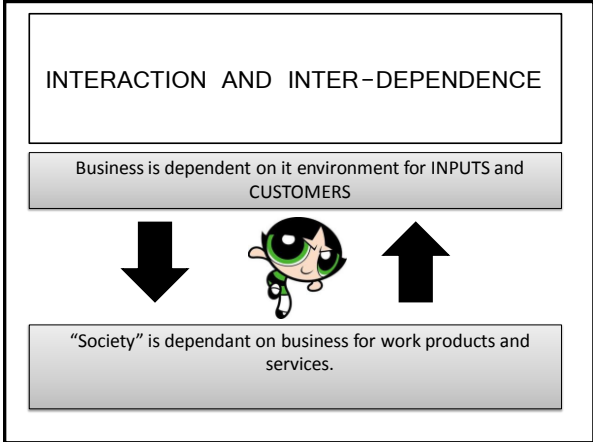 INTERACTION AND INTER-DEPENDENCE
Business is dependent on it environment for INPUTS and
CUSTOMERS
“Society” is dependant on business for work products and
services.